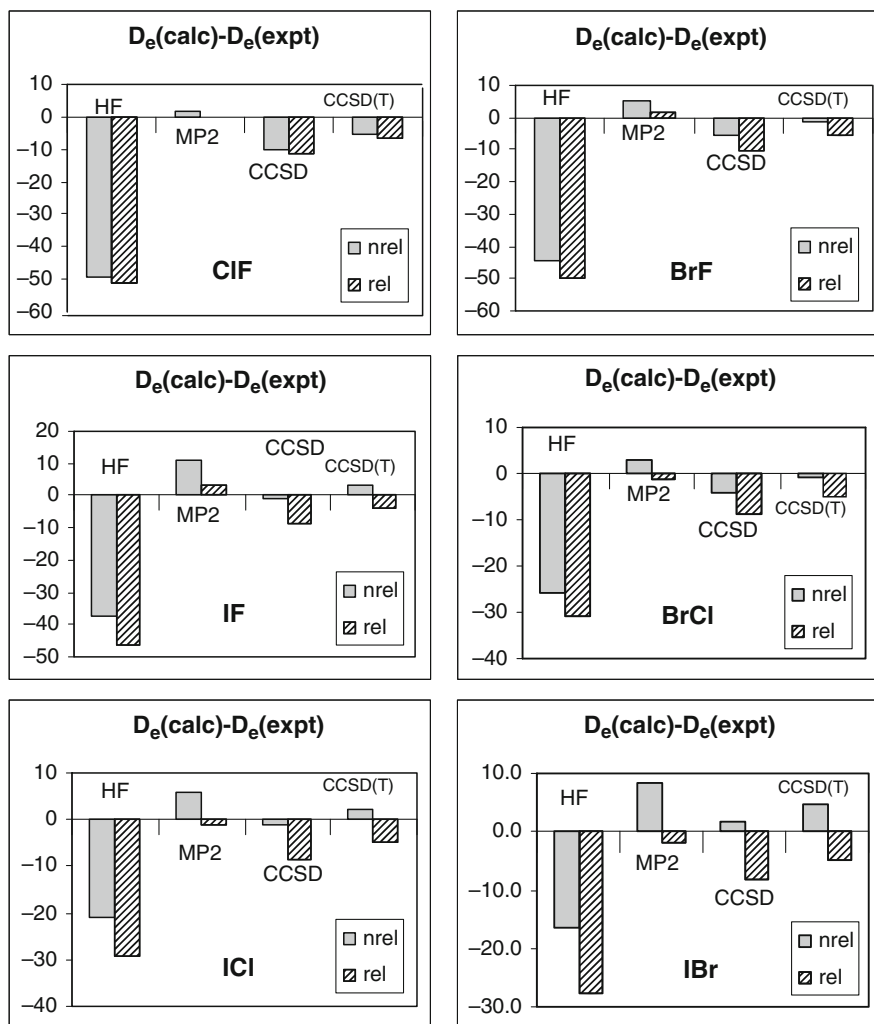 Dₑ(calc)-Dₑ(expt)
10
0
−10
−20
−30
−40
−50
−60
HF
MP2
CCSD
CCSD(T)
nrel
rel
ClF
Dₑ(calc)-Dₑ(expt)
10
0
−10
−20
−30
−40
−50
−60
HF
MP2
CCSD
CCSD(T)
nrel
rel
BrF
Dₑ(calc)-Dₑ(expt)
20
10
0
−10
−20
−30
−40
−50
HF
MP2
CCSD
CCSD(T)
nrel
rel
IF
Dₑ(calc)-Dₑ(expt)
10
0
−10
−20
−30
−40
HF
MP2
CCSD
CCSD(T)
nrel
rel
BrCl
Dₑ(calc)-Dₑ(expt)
10
0
−10
−20
−30
−40
HF
MP2
CCSD
CCSD(T)
nrel
rel
ICl
Dₑ(calc)-Dₑ(expt)
10.0
0.0
−10.0
−20.0
−30.0
HF
MP2
CCSD
CCSD(T)
nrel
rel
IBr